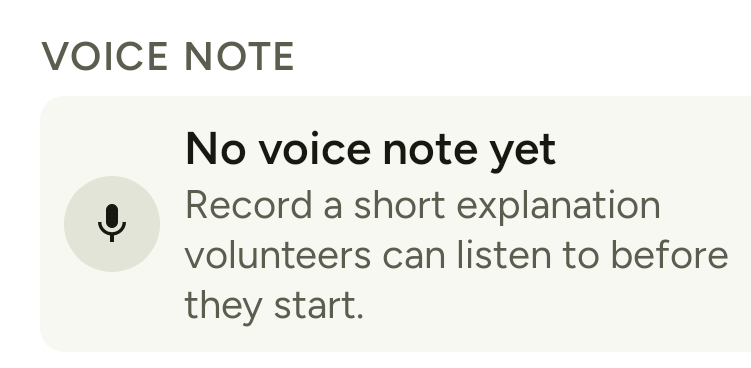 VOICE NOTE
No voice note yet
Record a short explanation
volunteers can listen to before
they start.